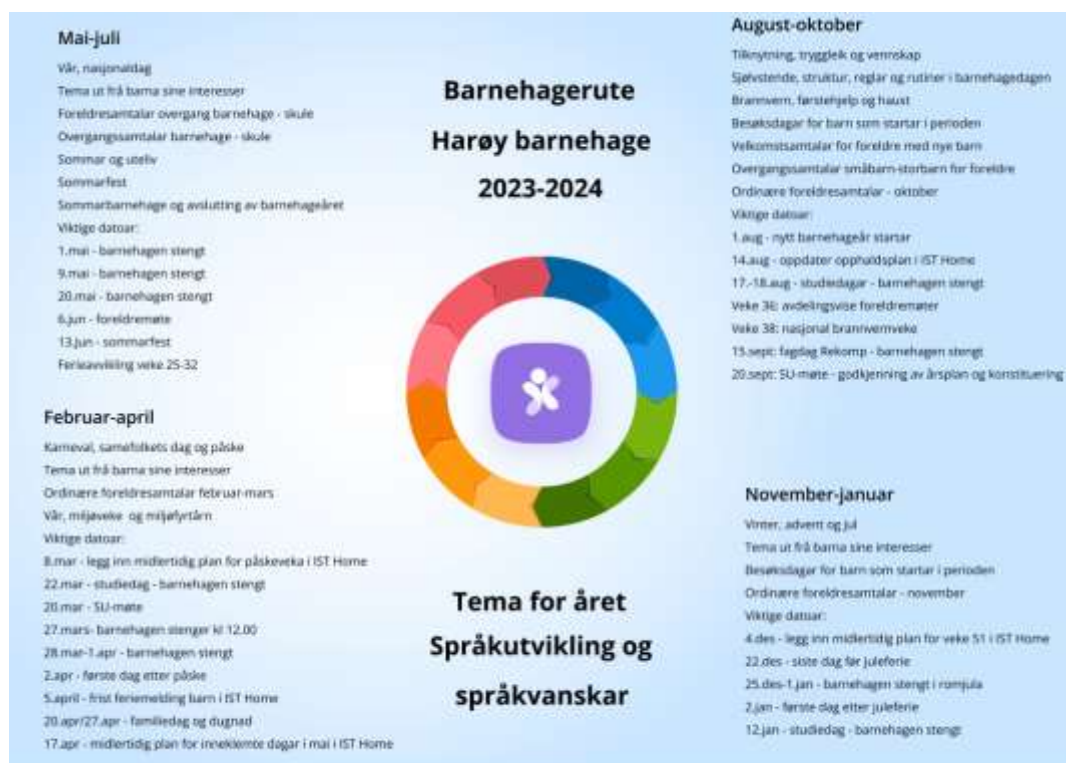 Mai-juli
Vår, nasjonaldag
Tema ut frå barna sine interesser
Foreldresamtalar overgang barnehage - skule
Overgangssamtalar barnehage - skule
Sommar og uteliv
Sommarfest
Sommarbarnehage og avslutting av barnehageåret
Viktige datoar:
1.mai - barnehagen stengt
9.mai - barnehagen stengt
20.mai - barnehagen stengt
6.jun - foreldremøte
13.jun - sommarfest
Ferieavvikling veke 25-32
Februar-april
Karneval, samefolkets dag og påske
Tema ut frå barna sine interesser
Ordinære foreldresamtalar februar-mars
Vår, miljøveke og miljøfyrtårn
Viktige datoar:
8.mar - legg inn midlertidig plan for påskeveka i IST Home
22.mar - studiedag - barnehagen stengt
20.mar - SU-møte
27.mars- barnehagen stenger kl 12.00
28.mar-1.apr - barnehagen stengt
2.apr - første dag etter påske
5.april - frist feriemelding barn i IST Home
20.apr/27.apr - familiedag og dugnad
17.apr - midlertidig plan for inneklemte dagar i mai i IST Home
Barnehagerute
Harøy barnehage
2023-2024
Tema for året
Språkutvikling og
språkvanskar
August-oktober
Tilknytning, tryggleik og vennskap
Sjølvstende, struktur, reglar og rutiner i barnehagedagen
Brannvern, førstehjelp og haust
Besøksdagar for barn som startar i perioden
Velkomstsamtalar for foreldre med nye barn
Overgangssamtalar småbarn-storbarn for foreldre
Ordinære foreldresamtalar - oktober
Viktige datoar:
1.aug - nytt barnehageår startar
14.aug - oppdater opphaldsplan i IST Home
17.-18.aug - studiedagar - barnehagen stengt
Veke 36: avdelingsvise foreldremøter
Veke 38: nasjonal brannvernveke
15.sept: fagdag Rekomp - barnehagen stengt
20.sept: SU-møte - godkjenning av årsplan og konstituering
November-januar
Vinter, advent og jul
Tema ut frå barna sine interesser
Besøksdagar for barn som startar i perioden
Ordinære foreldresamtalar - november
Viktige datoar:
4.des - legg inn midlertidig plan for veke 51 i IST Home
22.des - siste dag før juleferie
25.des-1.jan - barnehagen stengt i romjula
2.jan - første dag etter juleferie
12.jan - studiedag - barnehagen stengt